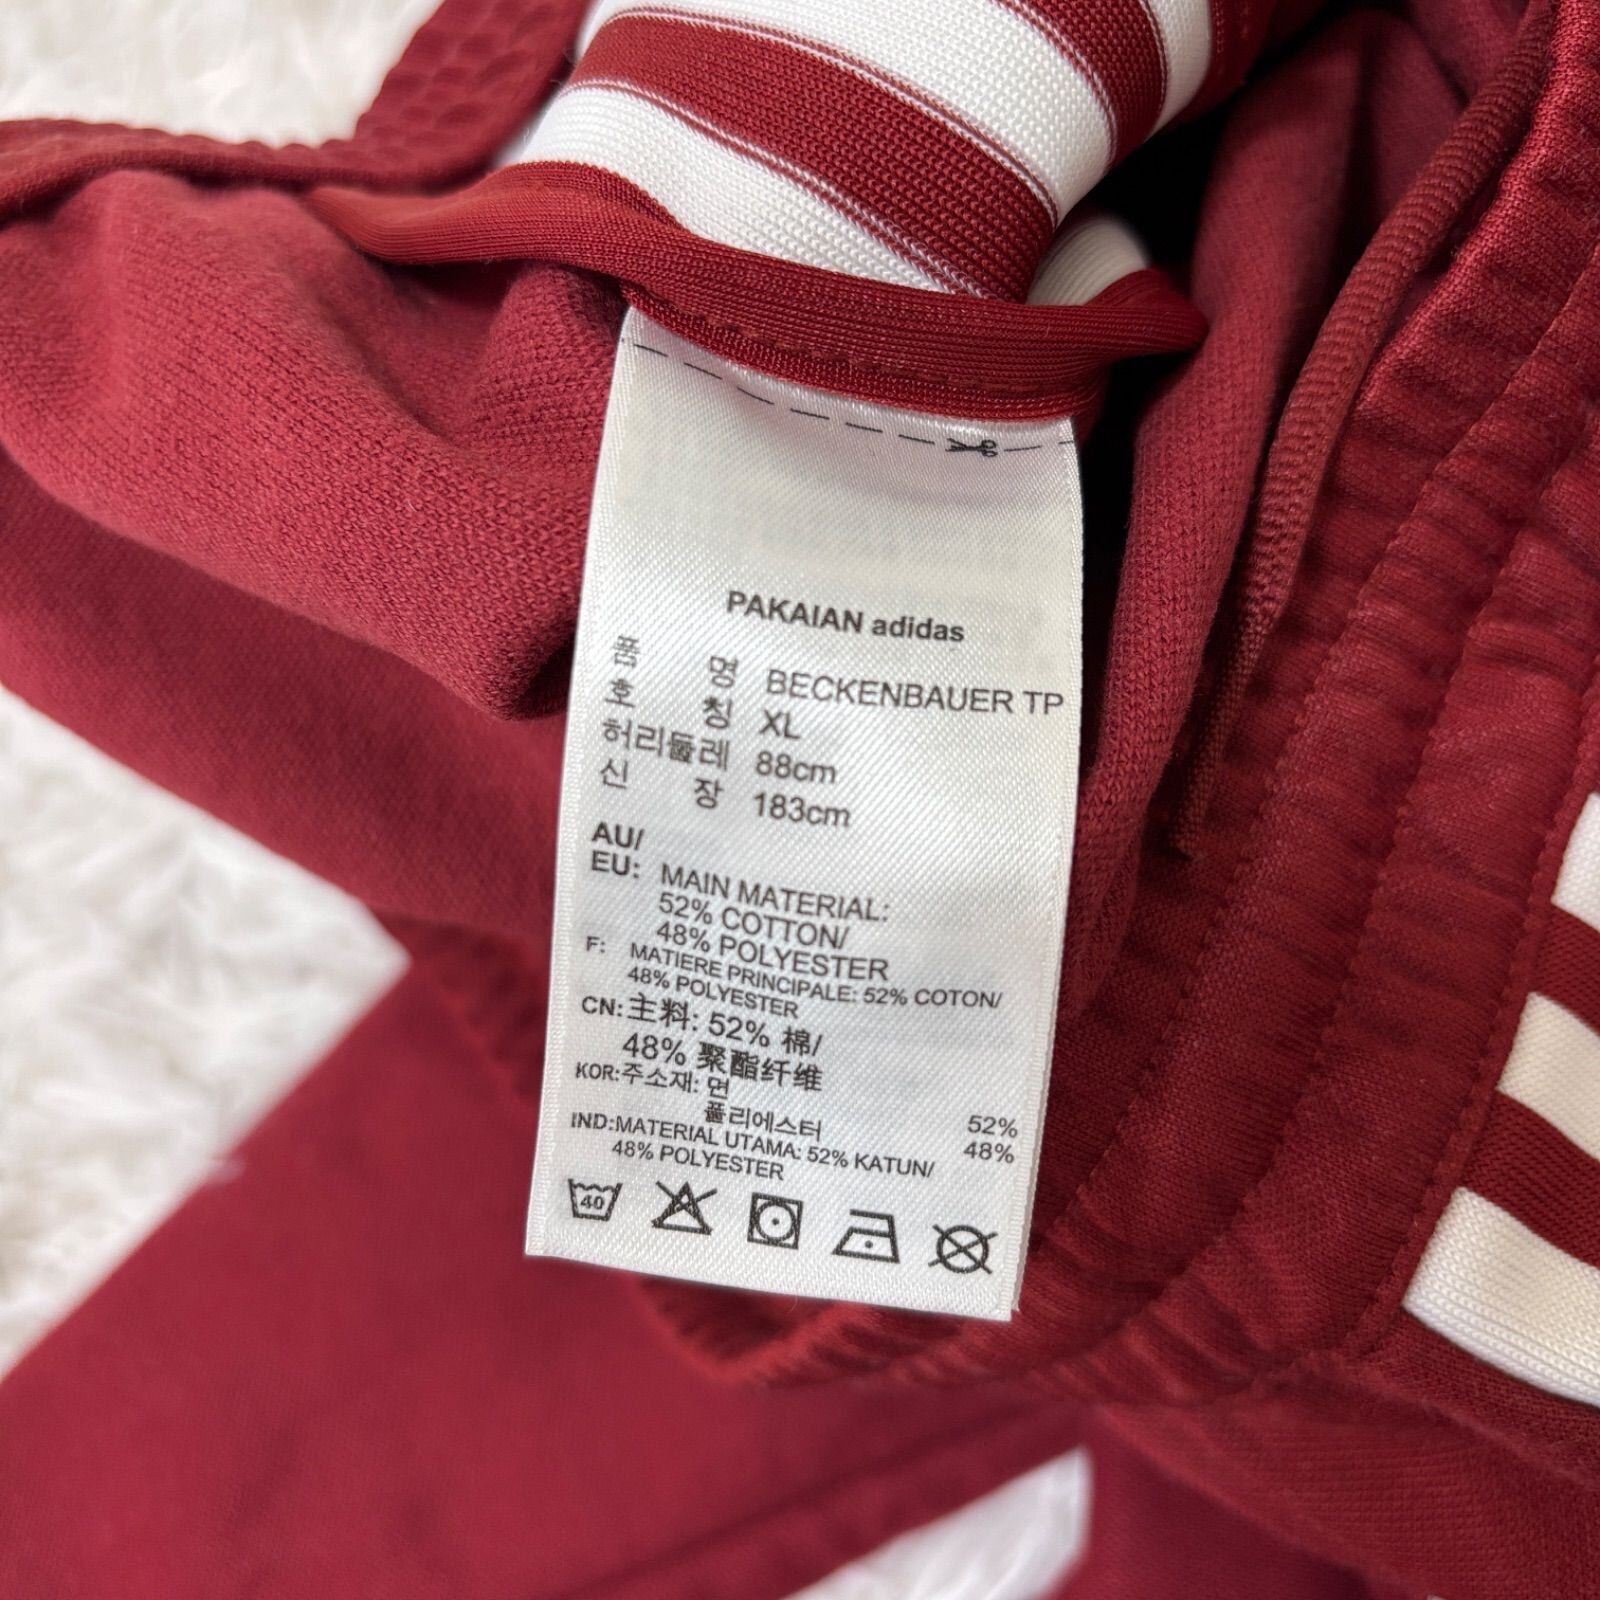 PAKAIAN adidas
품 명 BECKENBAUER TP
호 칭 XL
허리둘레 88cm
신 장 183cm
AU/
EU: MAIN MATERIAL:
52% COTTON/
48% POLYESTER
F: MATIERE PRINCIPALE: 52% COTON/
48% POLYESTER
CN:主料: 52% 棉/
48% 聚酯纤维
KOR:주소재: 면 52%
폴리에스터 48%
IND:MATERIAL UTAMA: 52% KATUN/
48% POLYESTER
40